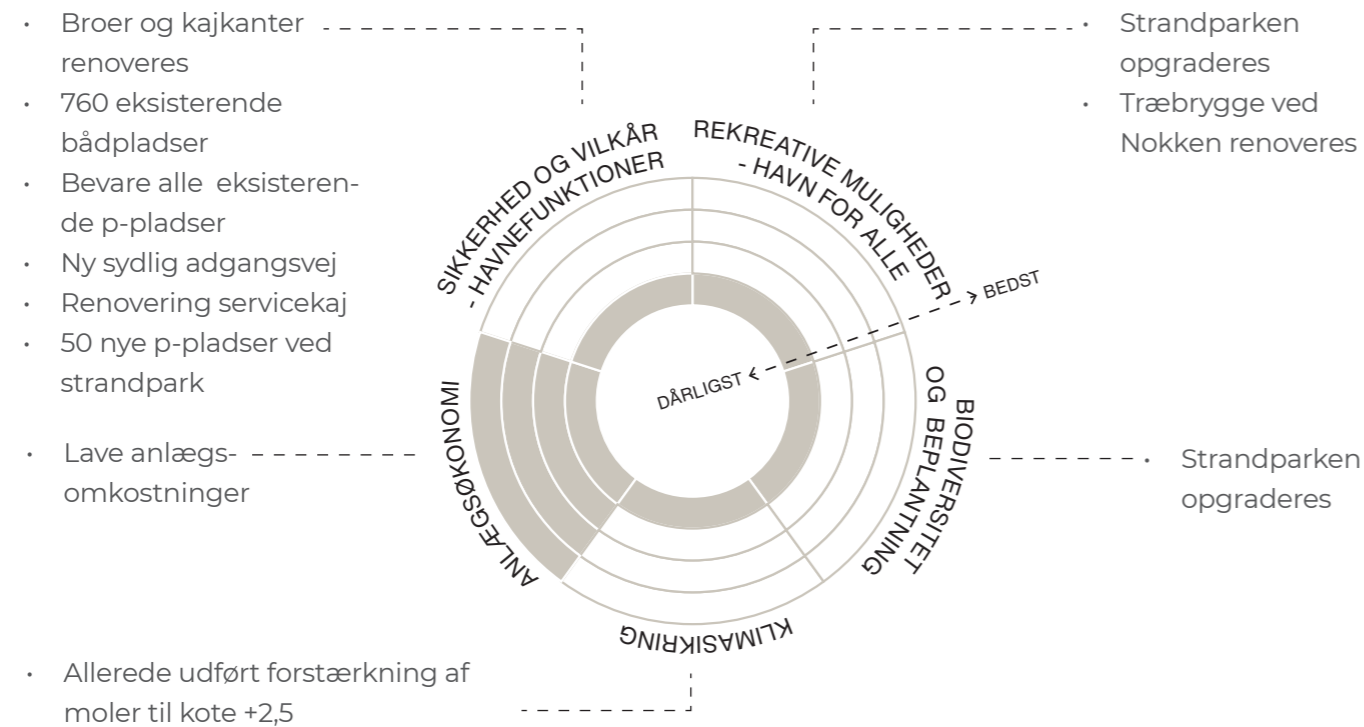 • Broer og kajkanter
renoveres
• 760 eksisterende
bådpladser
• Bevare alle eksisteren-
de p-pladser
• Ny sydlig adgangsvej
• Renovering servicekaj
• 50 nye p-pladser ved
strandpark
• Lave anlægs-
omkostninger
• Allerede udført forstærkning af
moler til kote +2,5
SIKKERHED OG VILKÅR
- HAVNEFUNKTIONER
REKREATIVE MULIGHEDER
- HAVN FOR ALLE
BEDST
DÅRLIGST
BIODIVERSITET
OG BEPLANTNING
KLIMASIKRING
ANLÆGSØKONOMI
• Strandparken
opgraderes
• Træbrygge ved
Nokken renoveres
• Strandparken
opgraderes